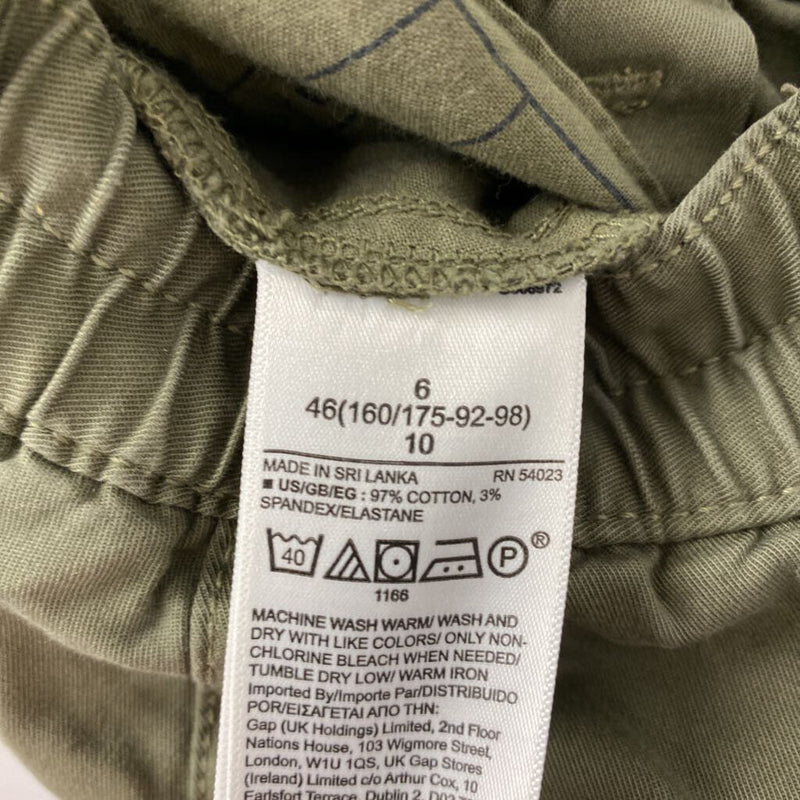 6
46(160/175-92-98)
10
MADE IN SRI LANKA RN 54023
■ US/GB/EG : 97% COTTON, 3%
SPANDEX/ELASTANE
40 P ®
1166
MACHINE WASH WARM/ WASH AND
DRY WITH LIKE COLORS/ ONLY NON-
CHLORINE BLEACH WHEN NEEDED/
TUMBLE DRY LOW/ WARM IRON
Imported By/Importe Par/DISTRIBUIDO
POR/ΕΙΣΑΓΕΤΑΙ ΑΠΟ ΤΗΝ:
Gap (UK Holdings) Limited, 2nd Floor
Nations House, 103 Wigmore Street,
London, W1U 1QS, UK Gap Stores
(Ireland) Limited c/o Arthur Cox, 10
Earlsfort Terrace, Dublin 2, D02